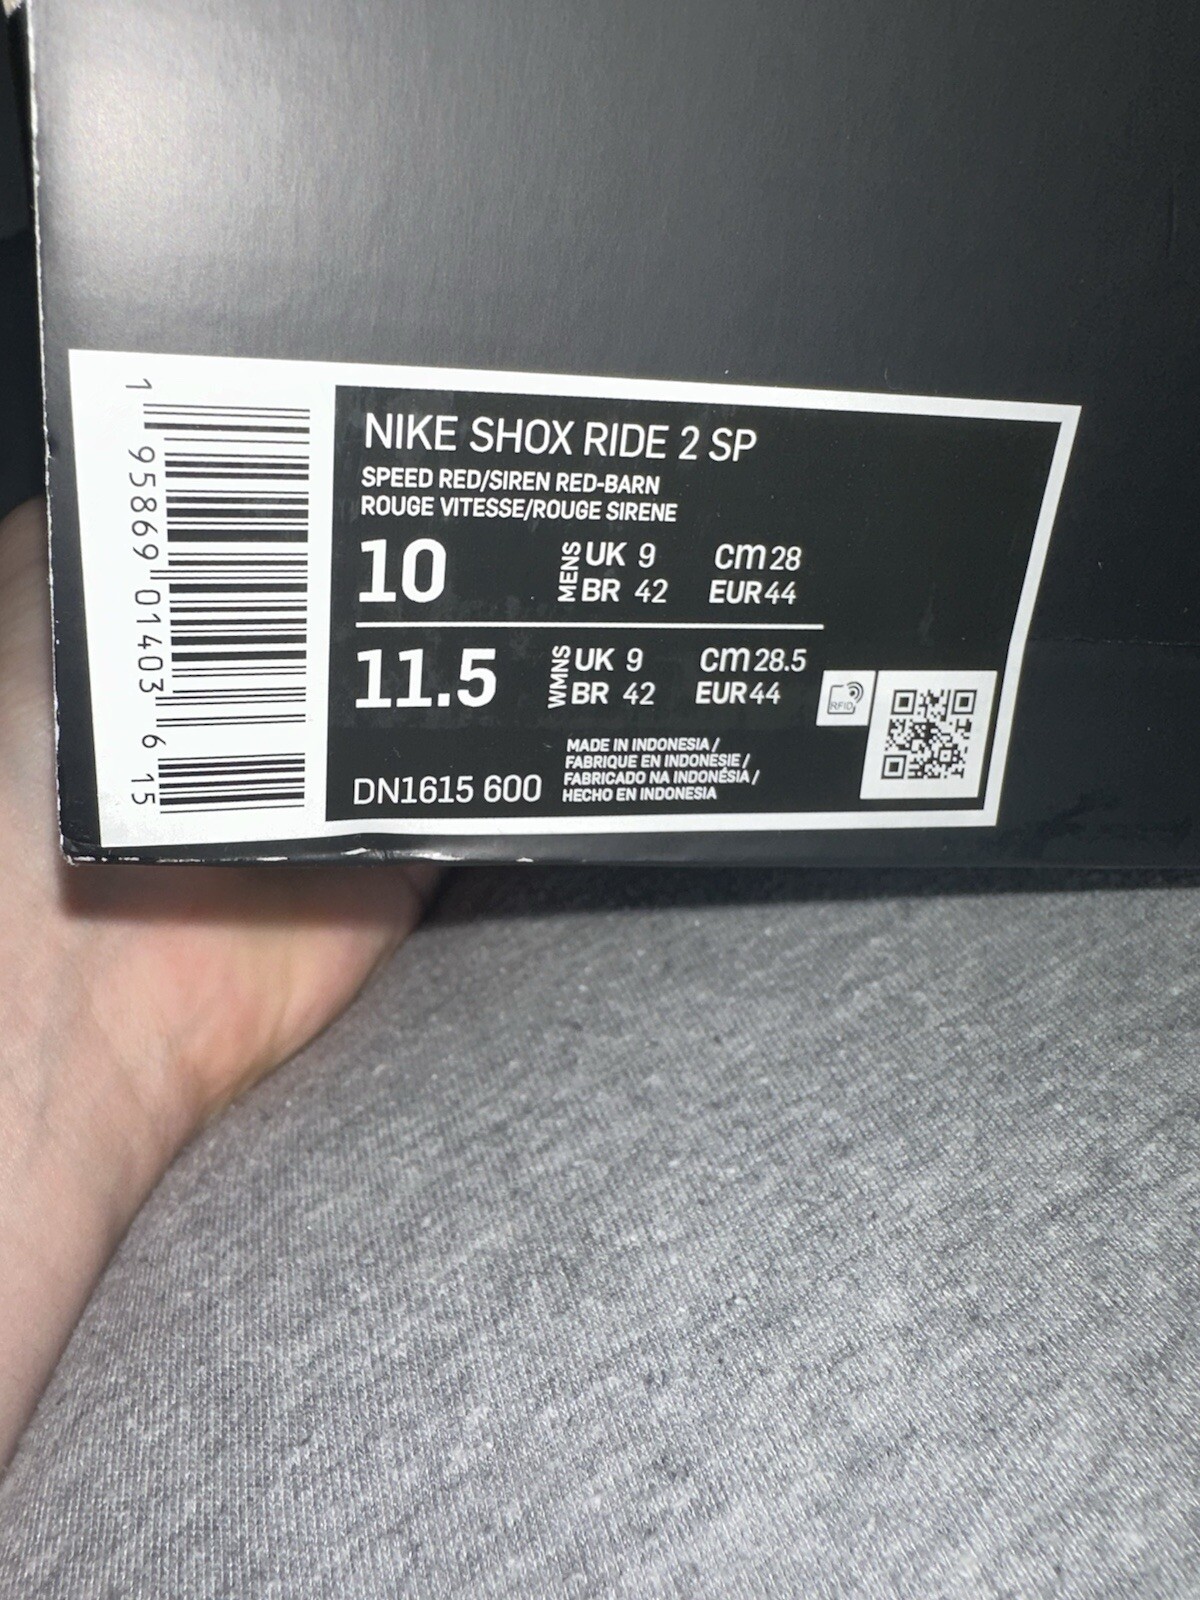 NIKE SHOX RIDE 2 SP
SPEED RED/SIREN RED-BARN
ROUGE VITESSE/ROUGE SIRENE
10 MENS UK 9 cm 28
BR 42 EUR 44
11.5 WMNS UK 9 cm 28.5
BR 42 EUR 44
RFID
DN1615 600
MADE IN INDONESIA /
FABRIQUE EN INDONESIE /
FABRICADO NA INDONÉSIA /
HECHO EN INDONESIA
1 95869 01403 6 15